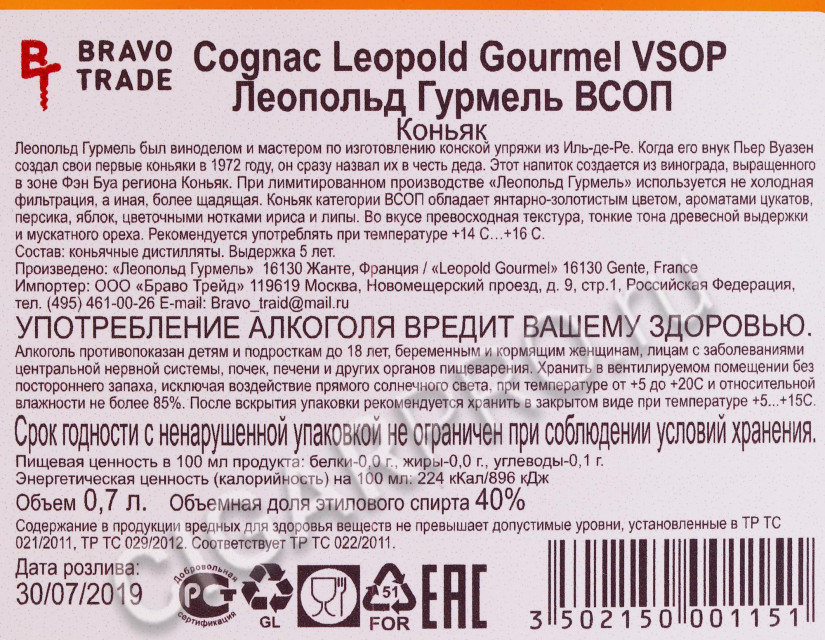 BRAVO
TRADE
Cognac Leopold Gourmel VSOP
Леопольд Гурмель ВСОП
Коньяк
Леопольд Гурмель был виноделом и мастером по изготовлению конской упряжи из Иль-де-Ре. Когда его внук Пьер Вуазен
создал свои первые коньяки в 1972 году, он сразу назвал их в честь деда. Этот напиток создается из винограда, выращенного
в зоне Фэн Буа региона Коньяк. При лимитированном производстве «Леопольд Гурмель» используется не холодная
фильтрация, а иная, более щадящая. Коньяк категории ВСОП обладает янтарно-золотистым цветом, ароматами цукатов,
персика, яблок, цветочными нотками ириса и липы. Во вкусе превосходная текстура, тонкие тона древесной выдержки
и мускатного ореха. Рекомендуется употреблять при температуре +14 С...+16 С.
Состав: коньячные дистилляты. Выдержка 5 лет.
Произведено: «Леопольд Гурмель» 16130 Жанте, Франция / «Leopold Gourmel» 16130 Gente, France
Импортер: ООО «Браво Трейд» 119619 Москва, Новомещерский проезд, д. 9, стр.1, Российская Федерация,
тел. (495) 461-00-26 E-mail: Bravo_traid@mail.ru
УПОТРЕБЛЕНИЕ АЛКОГОЛЯ ВРЕДИТ ВАШЕМУ ЗДОРОВЬЮ.
Алкоголь противопоказан детям и подросткам до 18 лет, беременным и кормящим женщинам, лицам с заболеваниями
центральной нервной системы, почек, печени и других органов пищеварения. Хранить в вентилируемом помещении без
постороннего запаха, исключая воздействие прямого солнечного света, при температуре от +5 до +20С и относительной
влажности не более 85%. После вскрытия упаковки рекомендуется хранить в закрытом виде при температуре +5...+15С.
Срок годности с ненарушенной упаковкой не ограничен при соблюдении условий хранения.
Пищевая ценность в 100 мл продукта: белки-0,0 г., жиры-0,0 г., углеводы-0,1 г.
Энергетическая ценность (калорийность) на 100 мл: 224 кКал/896 кДж
Объем 0,7 л. Объемная доля этилового спирта 40%
Содержание в продукции вредных для здоровья веществ не превышает допустимые уровни, установленные в ТР ТС
021/2011, ТР ТС 029/2012. Соответствует ТР ТС 022/2011.
Дата розлива:
30/07/2019
Добровольная
сертификация
GL
51
FOR
EAC
3 502150 001151
CIGARPRO.ru